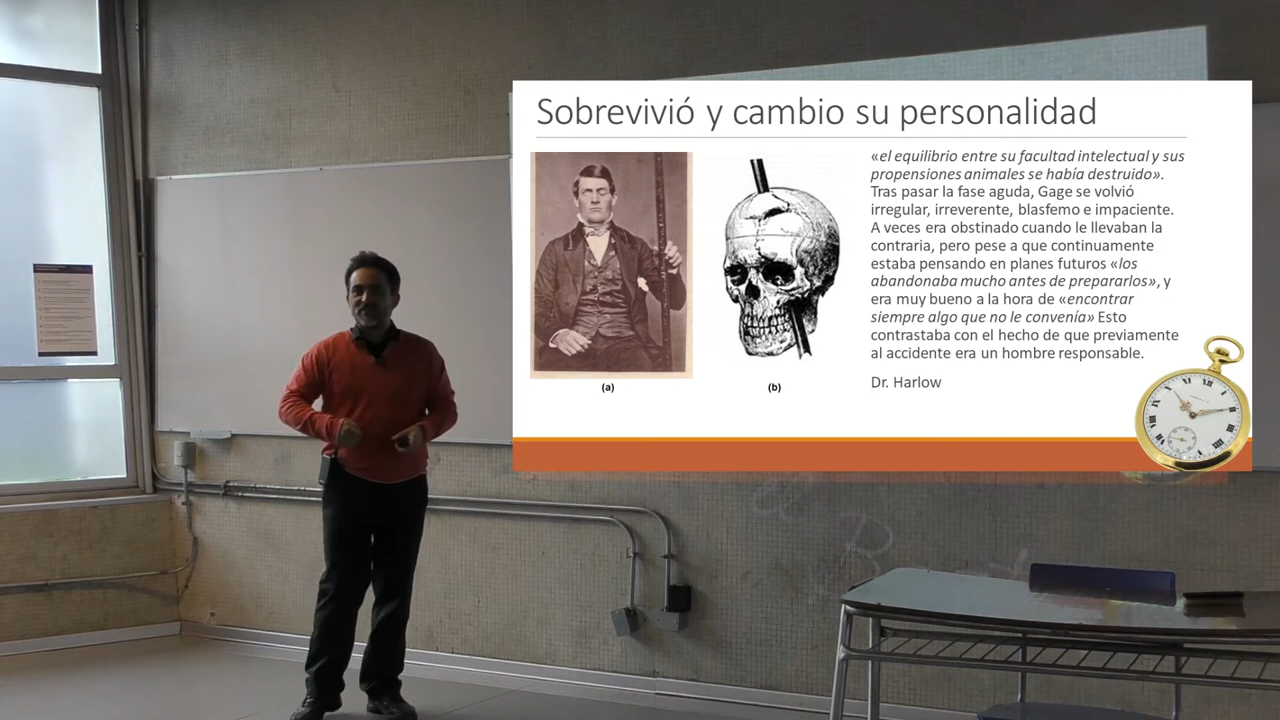 Sobrevivió y cambio su personalidad
«el equilibrio entre su facultad intelectual y sus
propensiones animales se había destruido».
Tras pasar la fase aguda, Gage se volvió
irregular, irreverente, blasfemo e impaciente.
A veces era obstinado cuando le llevaban la
contraria, pero pese a que continuamente
estaba pensando en planes futuros «los
abandonaba mucho antes de prepararlos», y
era muy bueno a la hora de «encontrar
siempre algo que no le convenía» Esto
contrastaba con el hecho de que previamente
al accidente era un hombre responsable.
Dr. Harlow
(a)
(b)